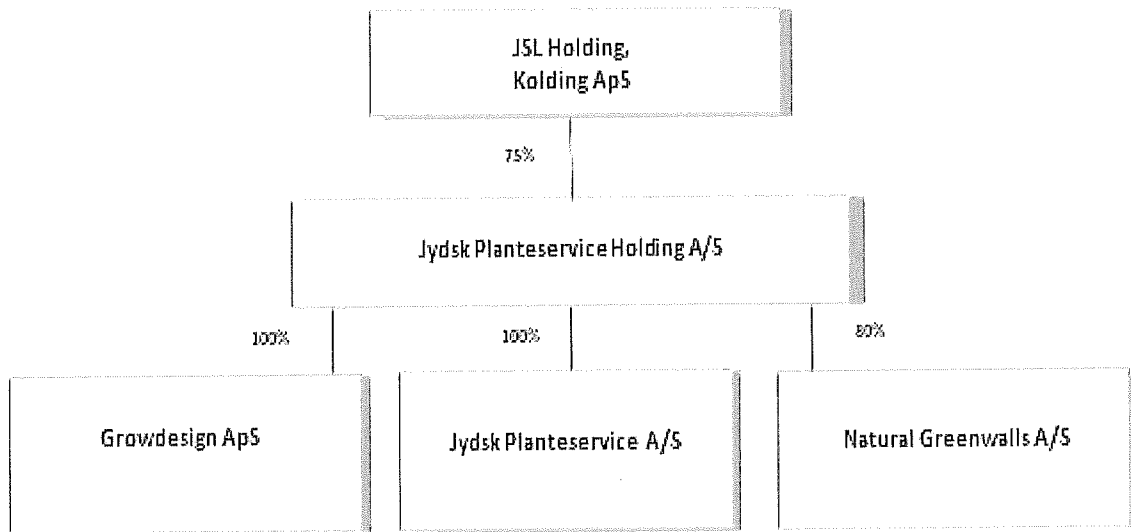 JSL Holding,
Kolding ApS
75%
Jydsk Planteservice Holding A/S
100%
100%
80%
Growdesign ApS
Jydsk Planteservice A/S
Natural Greenwalls A/S